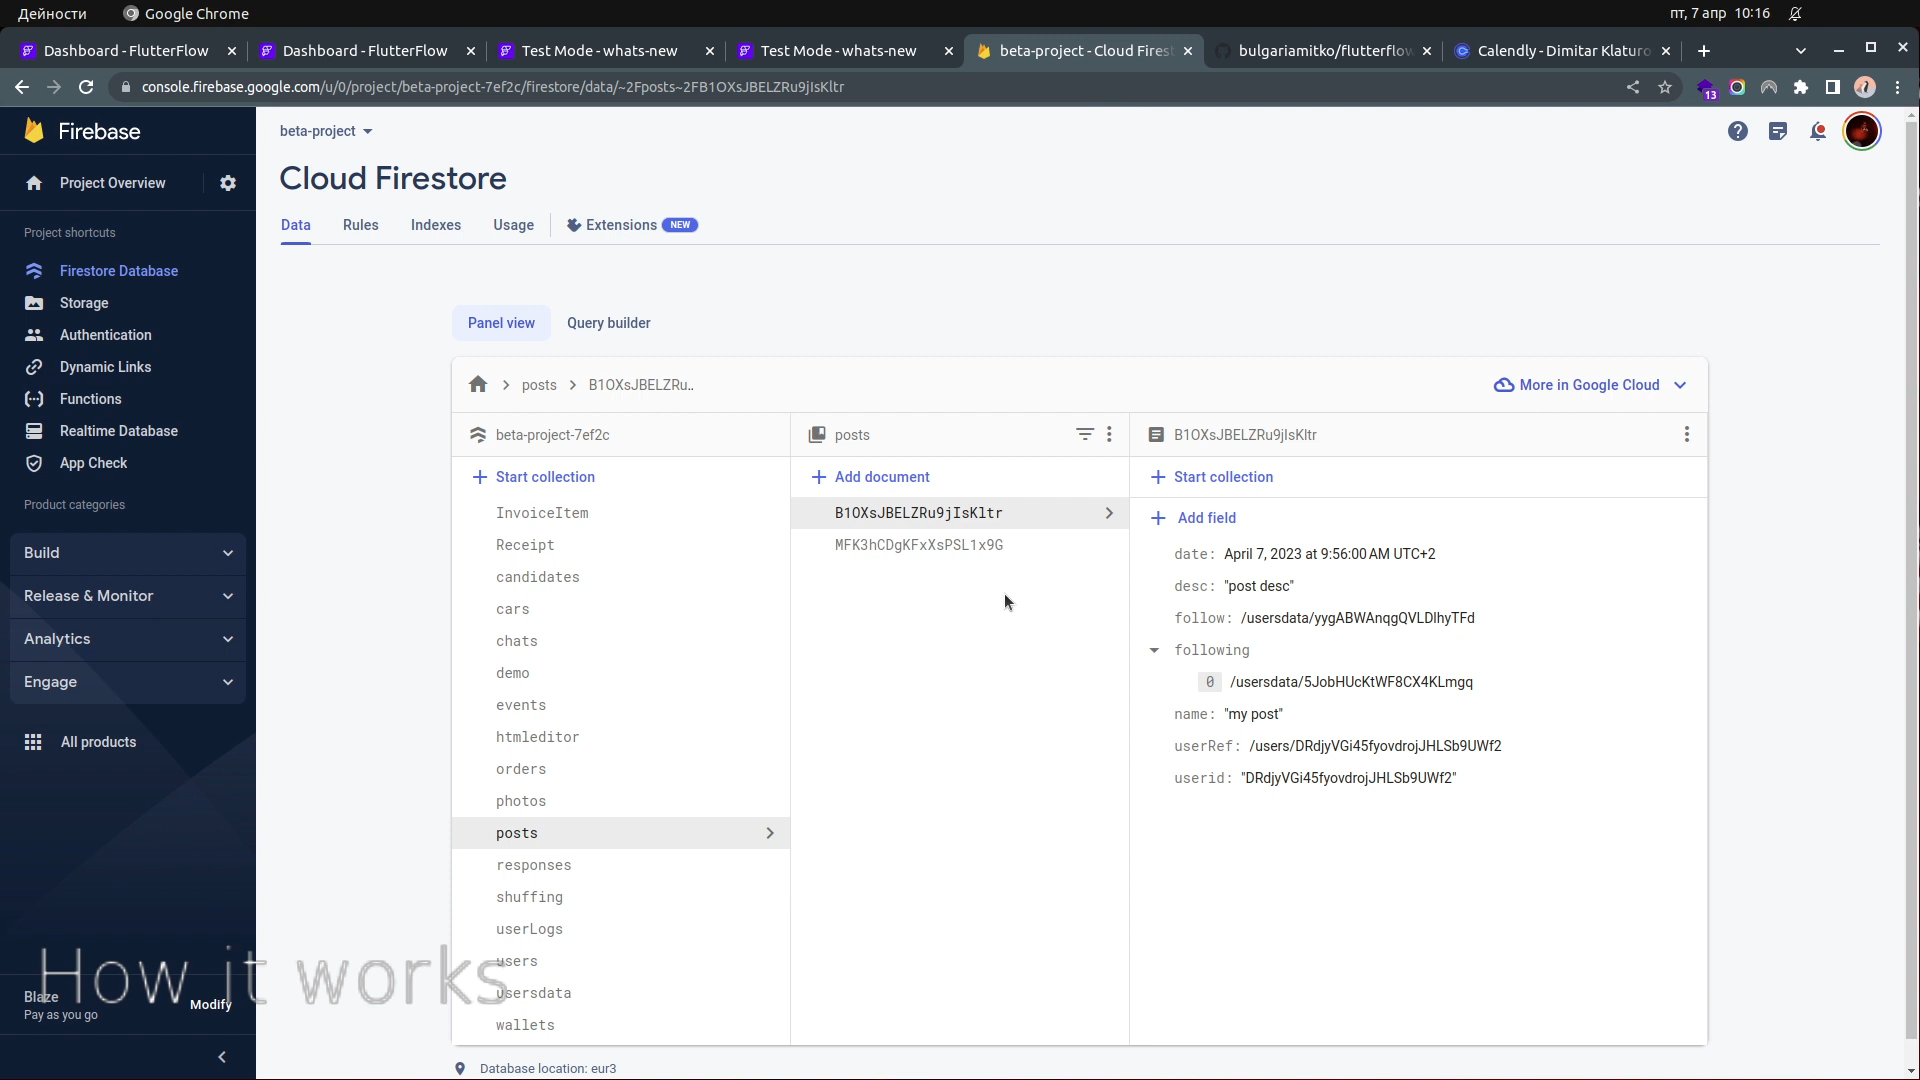 Дейности
Google Chrome
пт, 7 апр 10:16
Dashboard - FlutterFlow
Dashboard - FlutterFlow
Test Mode - whats-new
Test Mode - whats-new
beta-project - Cloud Fires
bulgariamitko/flutterflow
Calendly - Dimitar Klaturo
console.firebase.google.com/u/0/project/beta-project-7ef2c/firestore/data/~2Fposts~2FB1OXsJBELZRu9jIsKltr
13
Firebase
beta-project
Project Overview
Cloud Firestore
Data
Rules
Indexes
Usage
Extensions
NEW
Project shortcuts
Firestore Database
Storage
Authentication
Dynamic Links
Functions
Realtime Database
App Check
Product categories
Build
Release & Monitor
Analytics
Engage
All products
Blaze
Pay as you go
Modify
Panel view
Query builder
posts
B1OXsJBELZRu..
More in Google Cloud
beta-project-7ef2c
Start collection
InvoiceItem
Receipt
candidates
cars
chats
demo
events
htmleditor
orders
photos
posts
responses
shuffing
userLogs
users
usersdata
wallets
posts
Add document
B1OXsJBELZRu9jIsKltr
MFK3hCDgKFxXsPSL1x9G
B1OXsJBELZRu9jIsKltr
Start collection
Add field
date: April 7, 2023 at 9:56:00 AM UTC+2
desc: "post desc"
follow: /usersdata/yygABWAnqgQVLDlhyTFd
following
0 /usersdata/5JobHUcKtWF8CX4KLmgq
name: "my post"
userRef: /users/DRdjyVGi45fyovdrojJHLSb9UWf2
userid: "DRdjyVGi45fyovdrojJHLSb9UWf2"
Database location: eur3
How it works